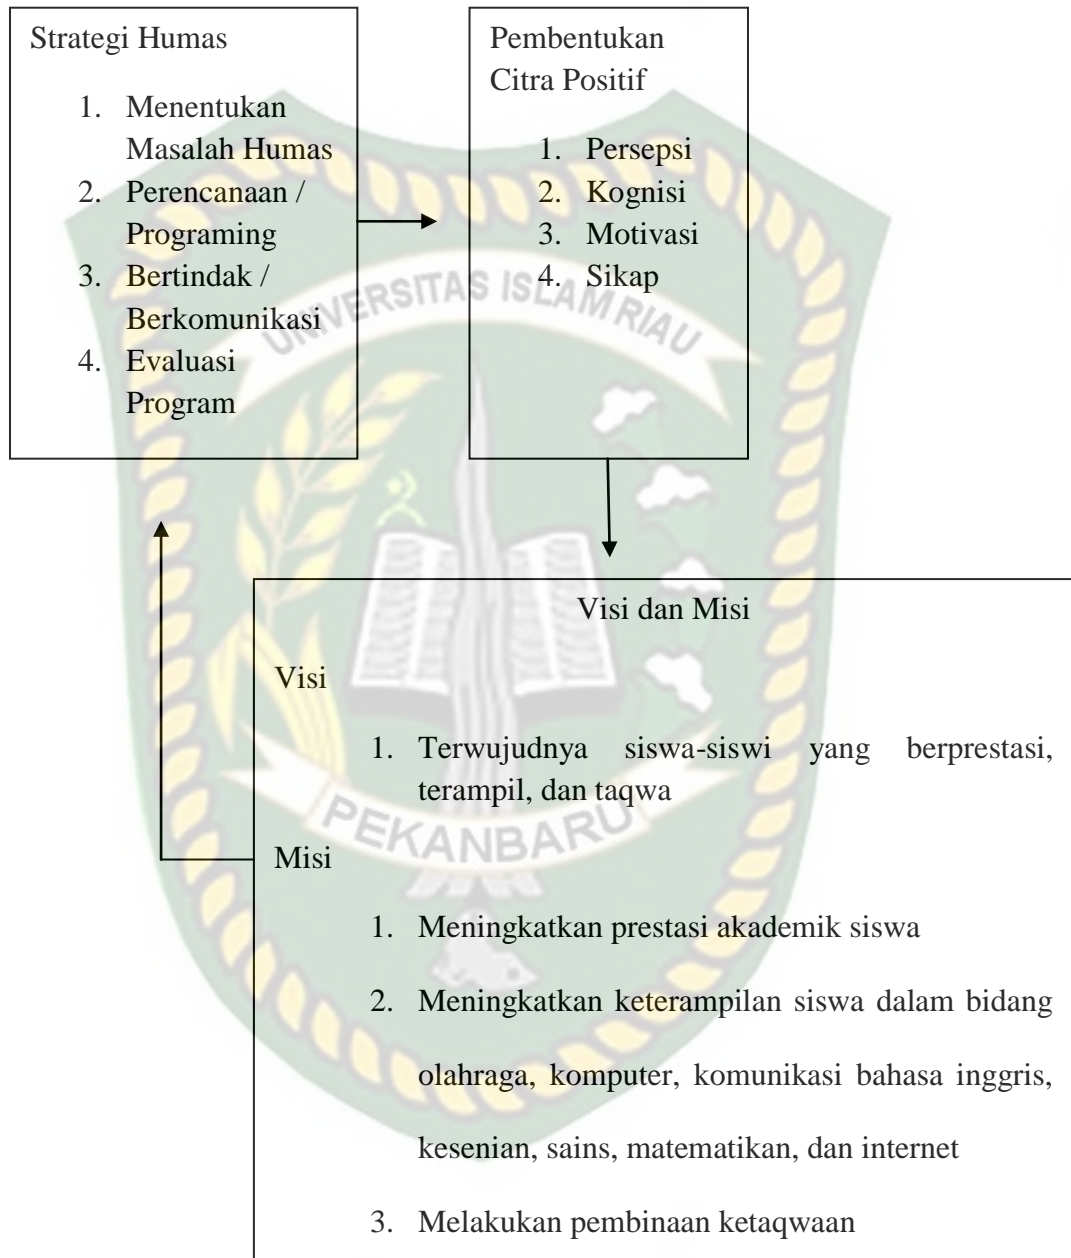 Strategi Humas
1. Menentukan
Masalah Humas
2. Perencanaan /
Programing
3. Bertindak /
Berkomunikasi
4. Evaluasi
Program
Pembentukan
Citra Positif
1. Persepsi
2. Kognisi
3. Motivasi
4. Sikap
UNIVERSITAS ISLAM RIAU
Visi dan Misi
Visi
1. Terwujudnya siswa-siswi yang berprestasi,
terampil, dan taqwa
PEKANBARU
Misi
1. Meningkatkan prestasi akademik siswa
2. Meningkatkan keterampilan siswa dalam bidang
olahraga, komputer, komunikasi bahasa inggris,
kesenian, sains, matematikan, dan internet
3. Melakukan pembinaan ketaqwaan